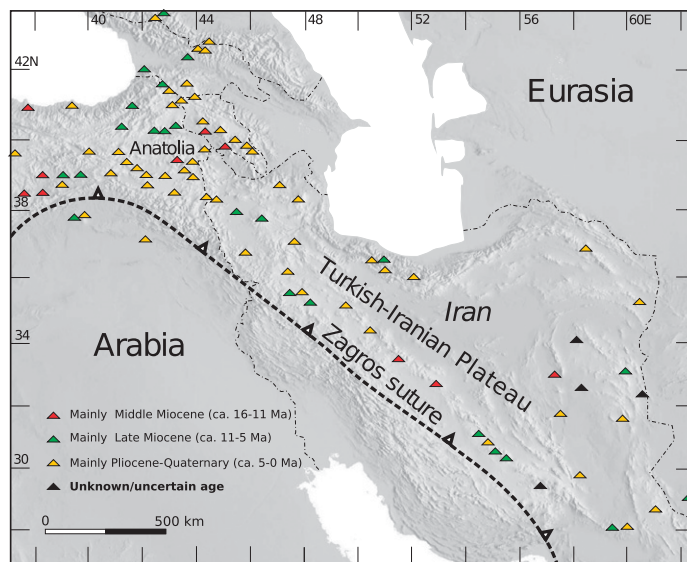 40 44 48 52 56 60E
42N
Eurasia
Anatolia
38
Turkish-Iranian Plateau
Iran
34
Arabia
Zagros suture
Mainly Middle Miocene (ca. 16-11 Ma)
Mainly Late Miocene (ca. 11-5 Ma)
Mainly Pliocene-Quaternary (ca. 5-0 Ma)
30
Unknown/uncertain age
0 500 km